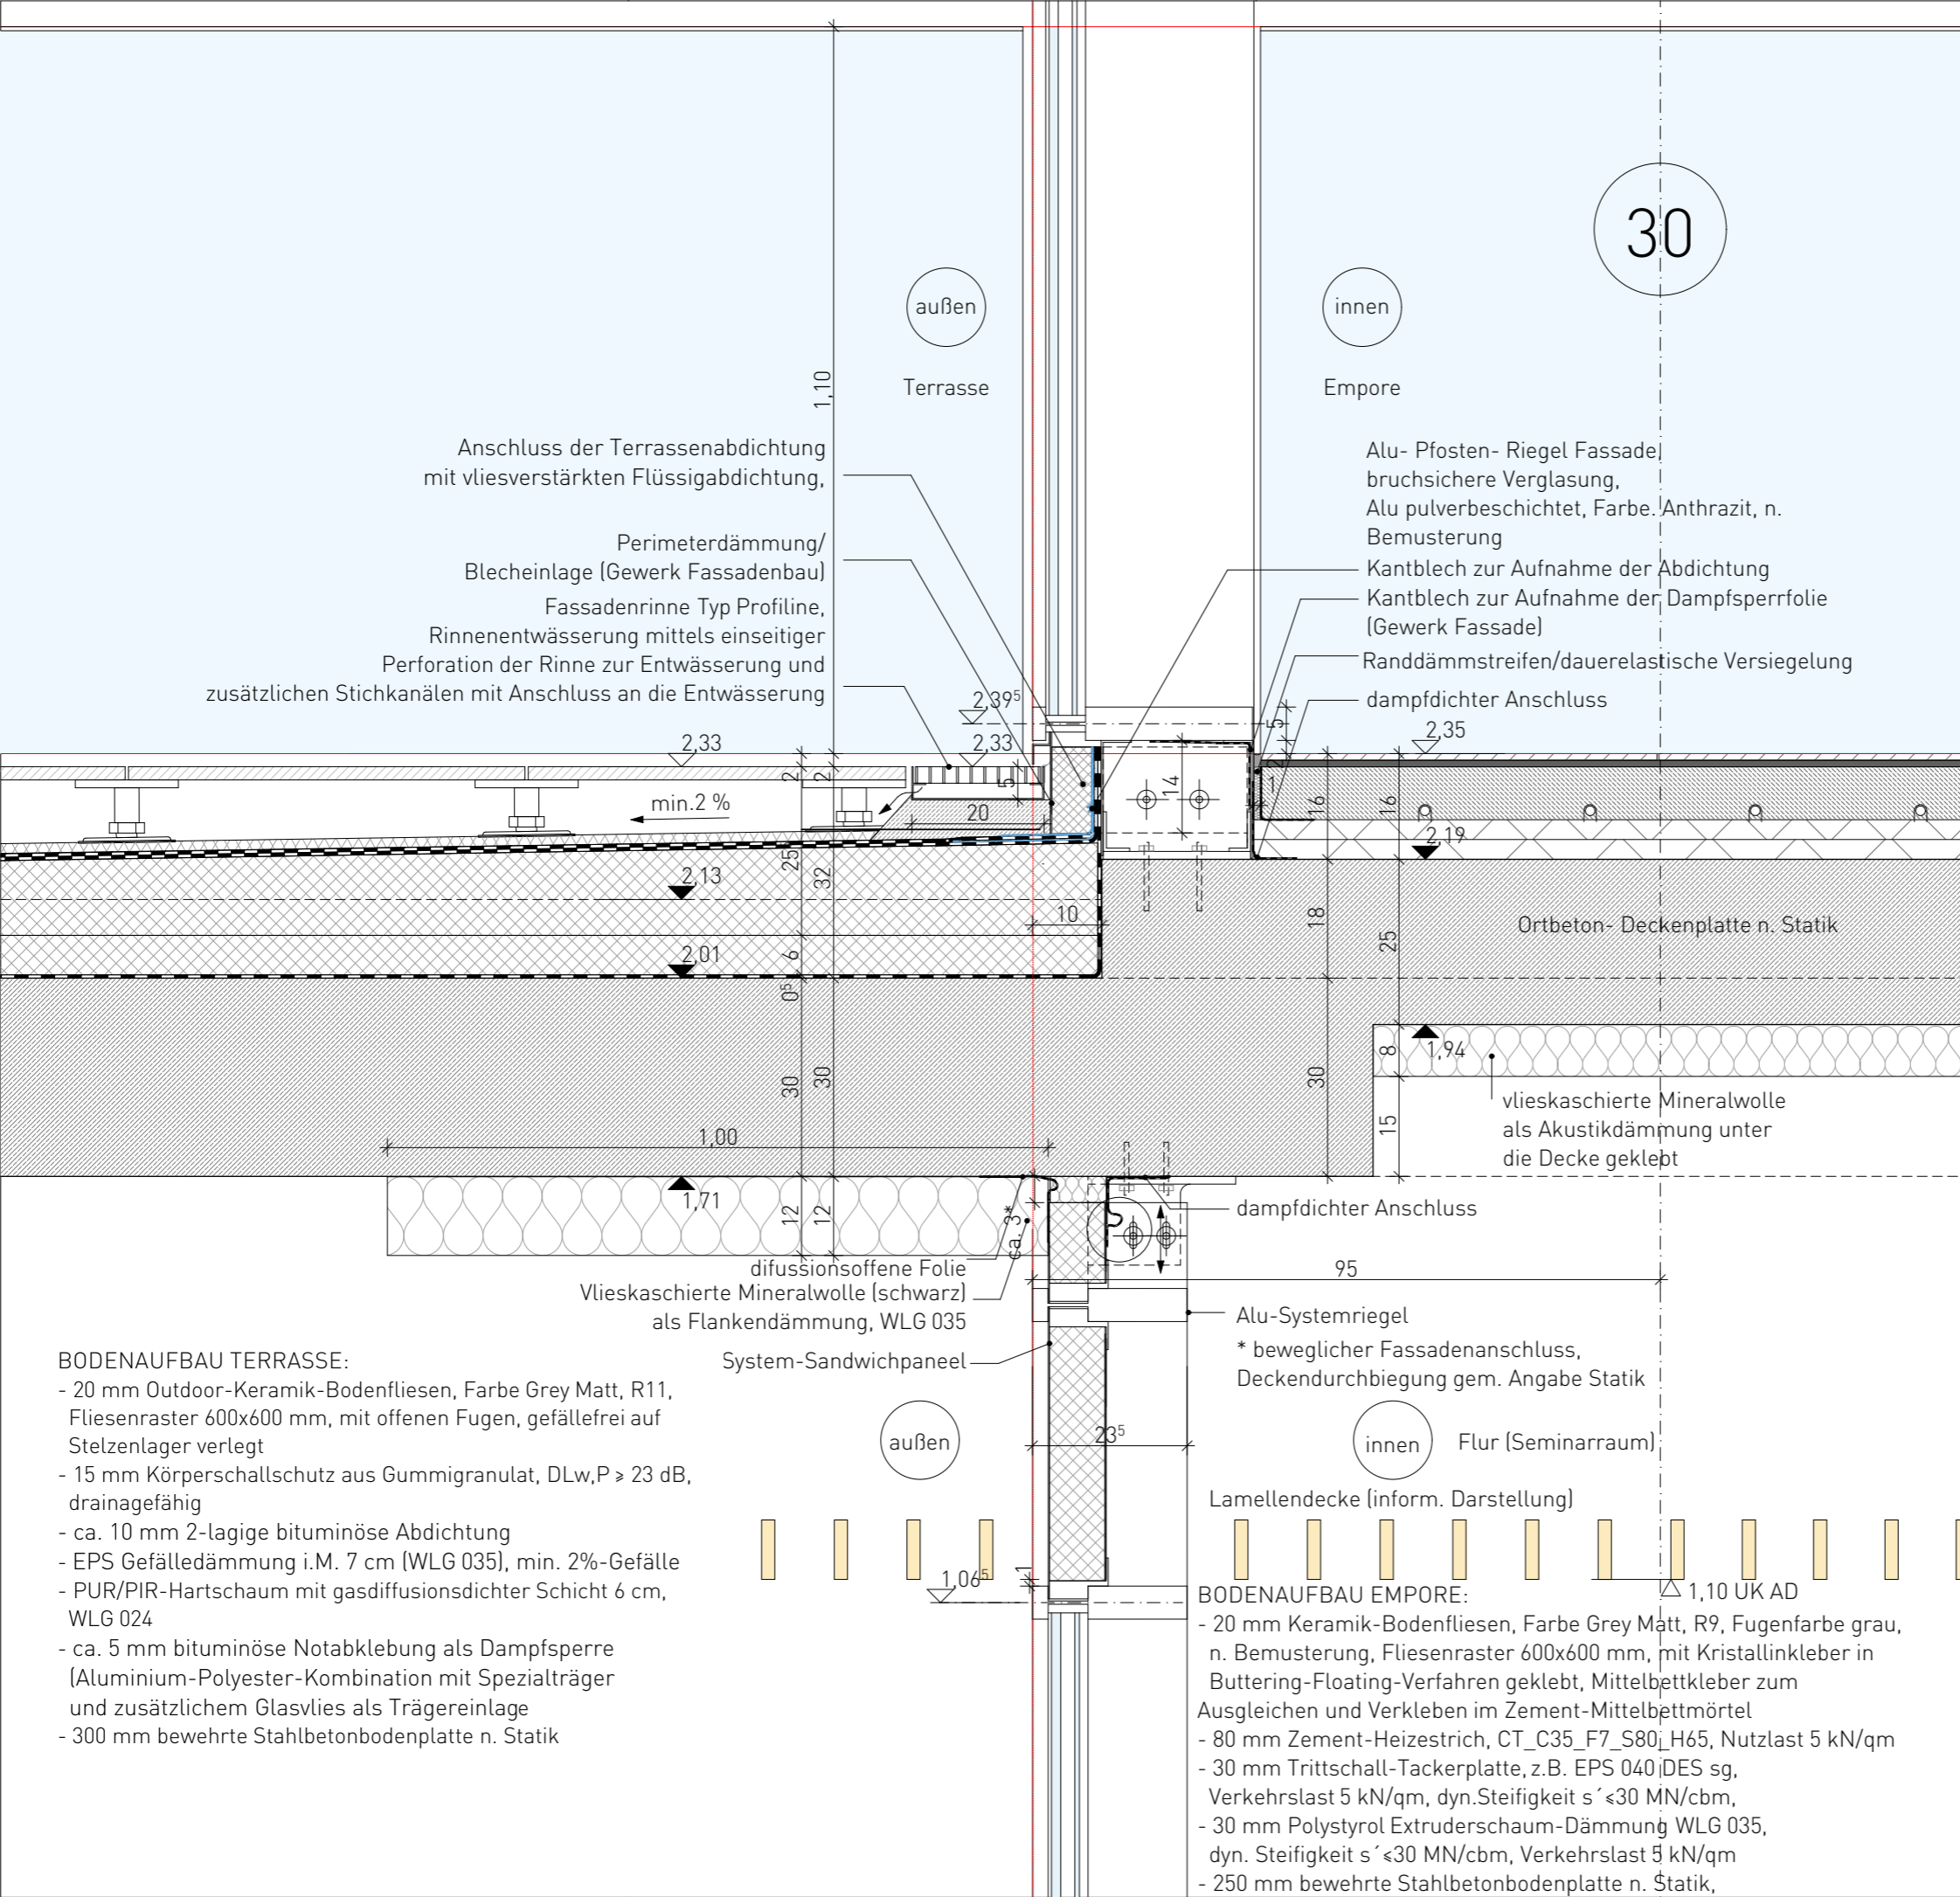 30
außen
innen
Terrasse
Empore
1,10
Anschluss der Terrassenabdichtung
mit vliesverstärkten Flüssigabdichtung,
Perimeterdämmung/
Blecheinlage (Gewerk Fassadenbau)
Fassadenrinne Typ Profiline,
Rinnenentwässerung mittels einseitiger
Perforation der Rinne zur Entwässerung und
zusätzlichen Stichkanälen mit Anschluss an die Entwässerung
Alu- Pfosten- Riegel Fassade,
bruchsichere Verglasung,
Alu pulverbeschichtet, Farbe. Anthrazit, n.
Bemusterung
Kantblech zur Aufnahme der Abdichtung
Kantblech zur Aufnahme der Dampfsperrfolie
(Gewerk Fassade)
Randdämmstreifen/dauerelastische Versiegelung
dampfdichter Anschluss
2,39⁵
2,33
2,33
2,35
5
2
2
2
5
1
14
16
16
min.2 %
20
2,19
25
32
2,13
10
18
25
Ortbeton- Deckenplatte n. Statik
2,01
6
0⁵
1,94
8
30
30
30
15
vlieskaschierte Mineralwolle
als Akustikdämmung unter
die Decke geklebt
1,00
1,71
12
12
ca. 3*
dampfdichter Anschluss
difussionsoffene Folie
Vlieskaschierte Mineralwolle (schwarz)
als Flankendämmung, WLG 035
95
Alu-Systemriegel
System-Sandwichpaneel
* beweglicher Fassadenanschluss,
Deckendurchbiegung gem. Angabe Statik
außen
23⁵
innen
Flur (Seminarraum)
Lamellendecke (inform. Darstellung)
1,06⁵
1
1,10 UK AD
BODENAUFBAU TERRASSE:
- 20 mm Outdoor-Keramik-Bodenfliesen, Farbe Grey Matt, R11,
Fliesenraster 600x600 mm, mit offenen Fugen, gefällefrei auf
Stelzenlager verlegt
- 15 mm Körperschallschutz aus Gummigranulat, DLw,P ≥ 23 dB,
drainagefähig
- ca. 10 mm 2-lagige bituminöse Abdichtung
- EPS Gefälledämmung i.M. 7 cm (WLG 035), min. 2%-Gefälle
- PUR/PIR-Hartschaum mit gasdiffusionsdichter Schicht 6 cm,
WLG 024
- ca. 5 mm bituminöse Notabklebung als Dampfsperre
(Aluminium-Polyester-Kombination mit Spezialträger
und zusätzlichem Glasvlies als Trägereinlage
- 300 mm bewehrte Stahlbetonbodenplatte n. Statik
BODENAUFBAU EMPORE:
- 20 mm Keramik-Bodenfliesen, Farbe Grey Matt, R9, Fugenfarbe grau,
n. Bemusterung, Fliesenraster 600x600 mm, mit Kristallinkleber in
Buttering-Floating-Verfahren geklebt, Mittelbettkleber zum
Ausgleichen und Verkleben im Zement-Mittelbettmörtel
- 80 mm Zement-Heizestrich, CT_C35_F7_S80_H65, Nutzlast 5 kN/qm
- 30 mm Trittschall-Tackerplatte, z.B. EPS 040 DES sg,
Verkehrslast 5 kN/qm, dyn.Steifigkeit s´≤30 MN/cbm,
- 30 mm Polystyrol Extruderschaum-Dämmung WLG 035,
dyn. Steifigkeit s´≤30 MN/cbm, Verkehrslast 5 kN/qm
- 250 mm bewehrte Stahlbetonbodenplatte n. Statik,